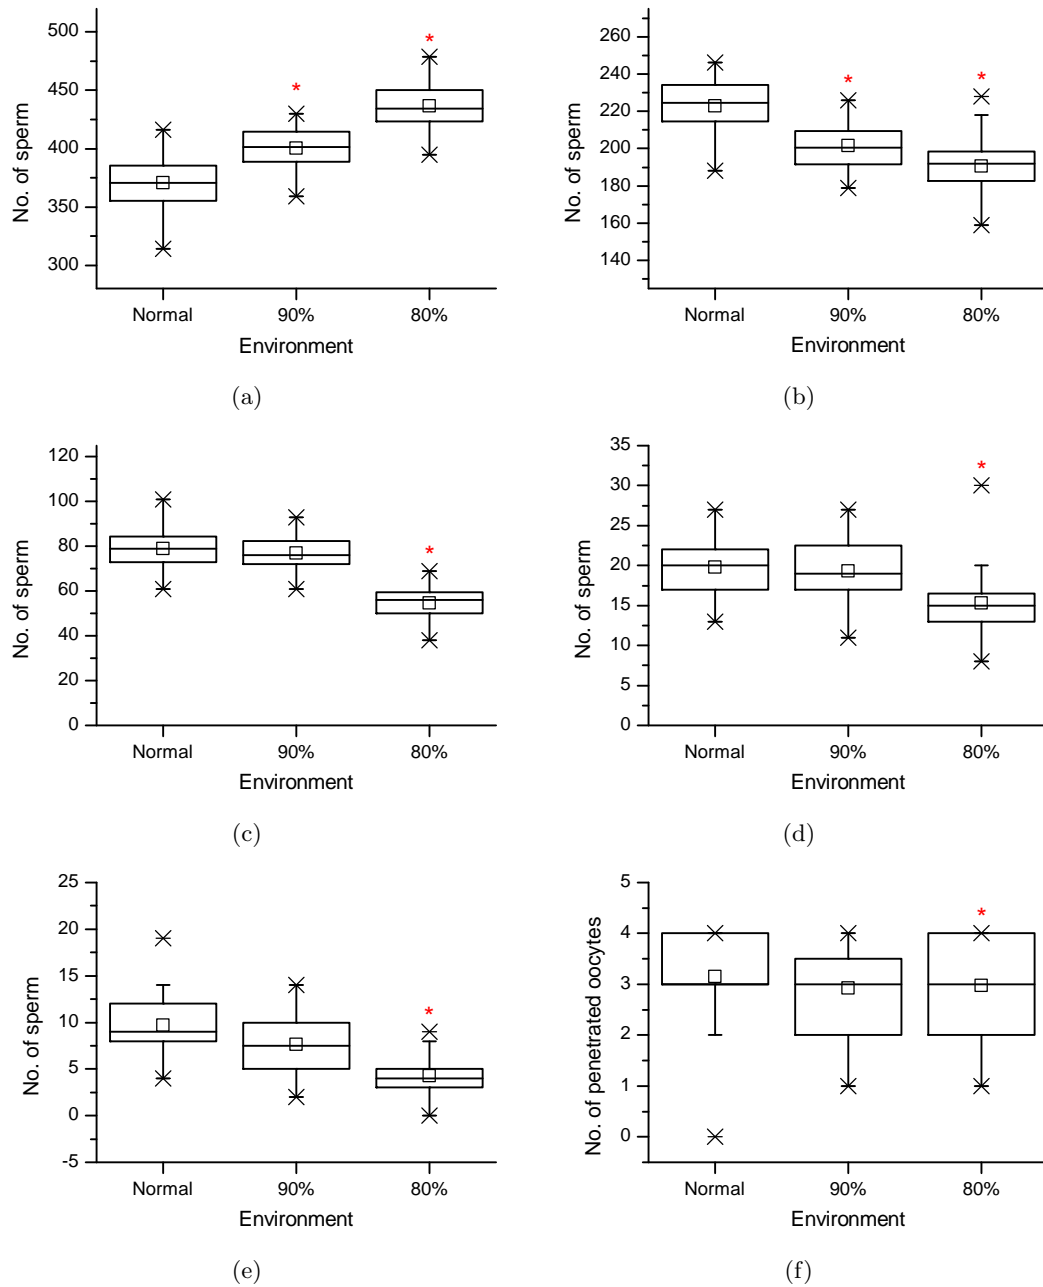 500
450
400
350
300
No. of sperm
*
*
Normal 90% 80%
Environment
(a)
260
240
220
200
180
160
140
No. of sperm
*
*
Normal 90% 80%
Environment
(b)
120
100
80
60
40
20
0
No. of sperm
*
Normal 90% 80%
Environment
(c)
35
30
25
20
15
10
5
0
No. of sperm
*
Normal 90% 80%
Environment
(d)
25
20
15
10
5
0
-5
No. of sperm
*
Normal 90% 80%
Environment
(e)
5
4
3
2
1
0
No. of penetrated oocytes
*
Normal 90% 80%
Environment
(f)